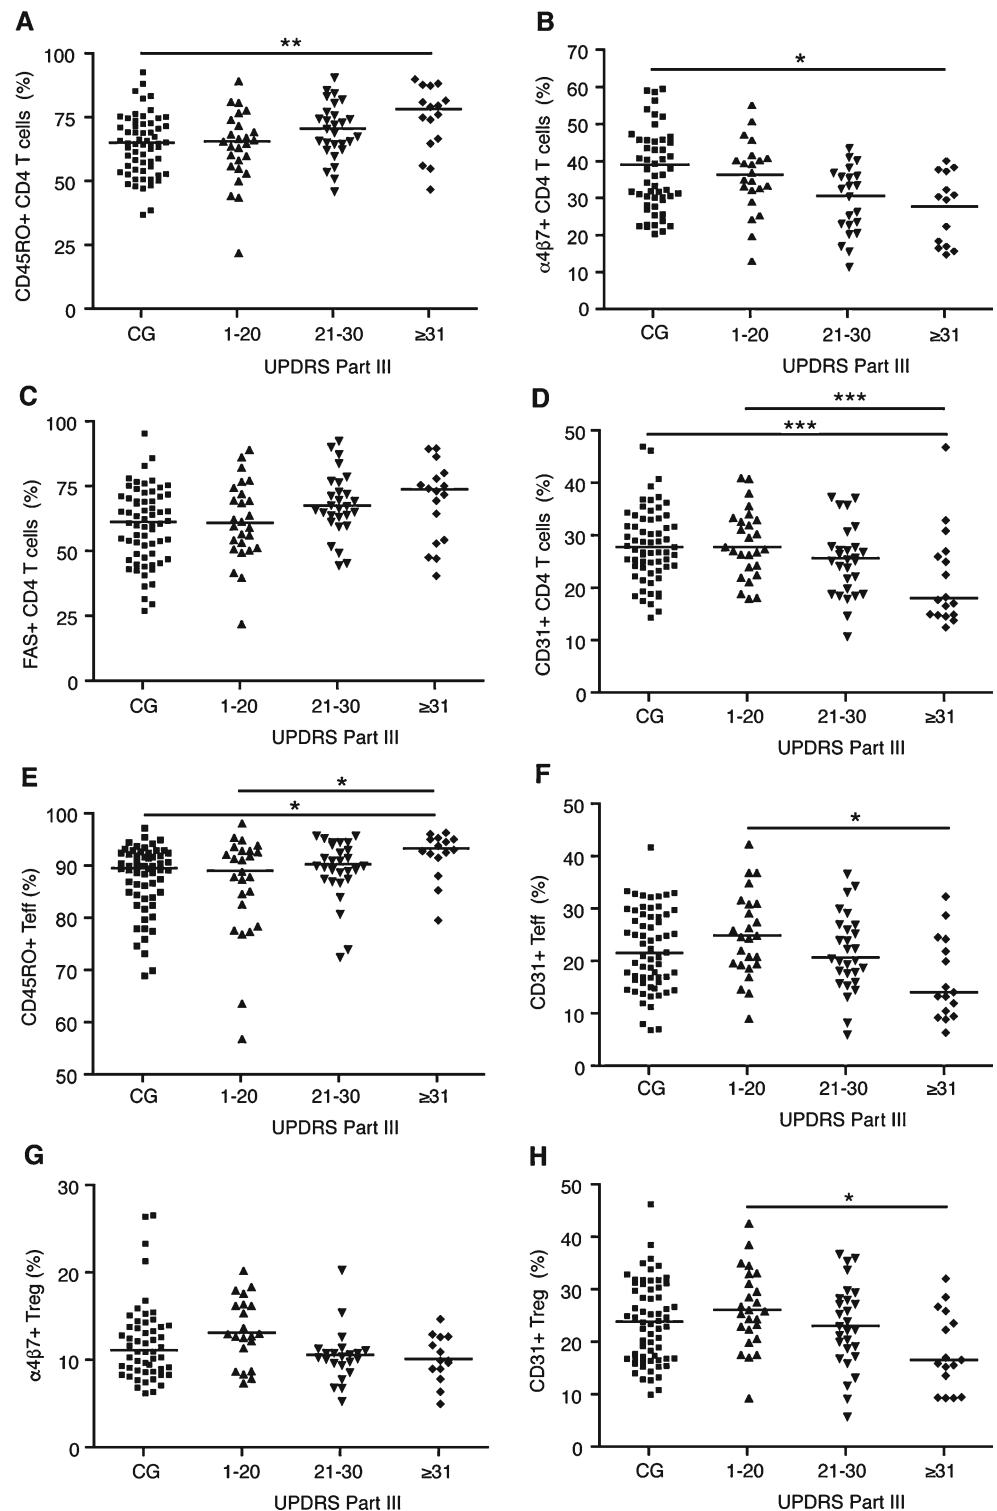 A
**
CD45RO+ CD4 T cells (%)
100
75
50
25
0
CG 1-20 21-30 ≥31
UPDRS Part III
B
*
α4β7+ CD4 T cells (%)
70
60
50
40
30
20
10
0
CG 1-20 21-30 ≥31
UPDRS Part III
C
FAS+ CD4 T cells (%)
100
75
50
25
0
CG 1-20 21-30 ≥31
UPDRS Part III
D
***
***
CD31+ CD4 T cells (%)
50
40
30
20
10
0
CG 1-20 21-30 ≥31
UPDRS Part III
E
*
*
CD45RO+ Teff (%)
100
90
80
70
60
50
CG 1-20 21-30 ≥31
UPDRS Part III
F
*
CD31+ Teff (%)
50
40
30
20
10
0
CG 1-20 21-30 ≥31
UPDRS Part III
G
α4β7+ Treg (%)
30
20
10
0
CG 1-20 21-30 ≥31
UPDRS Part III
H
*
CD31+ Treg (%)
50
40
30
20
10
0
CG 1-20 21-30 ≥31
UPDRS Part III